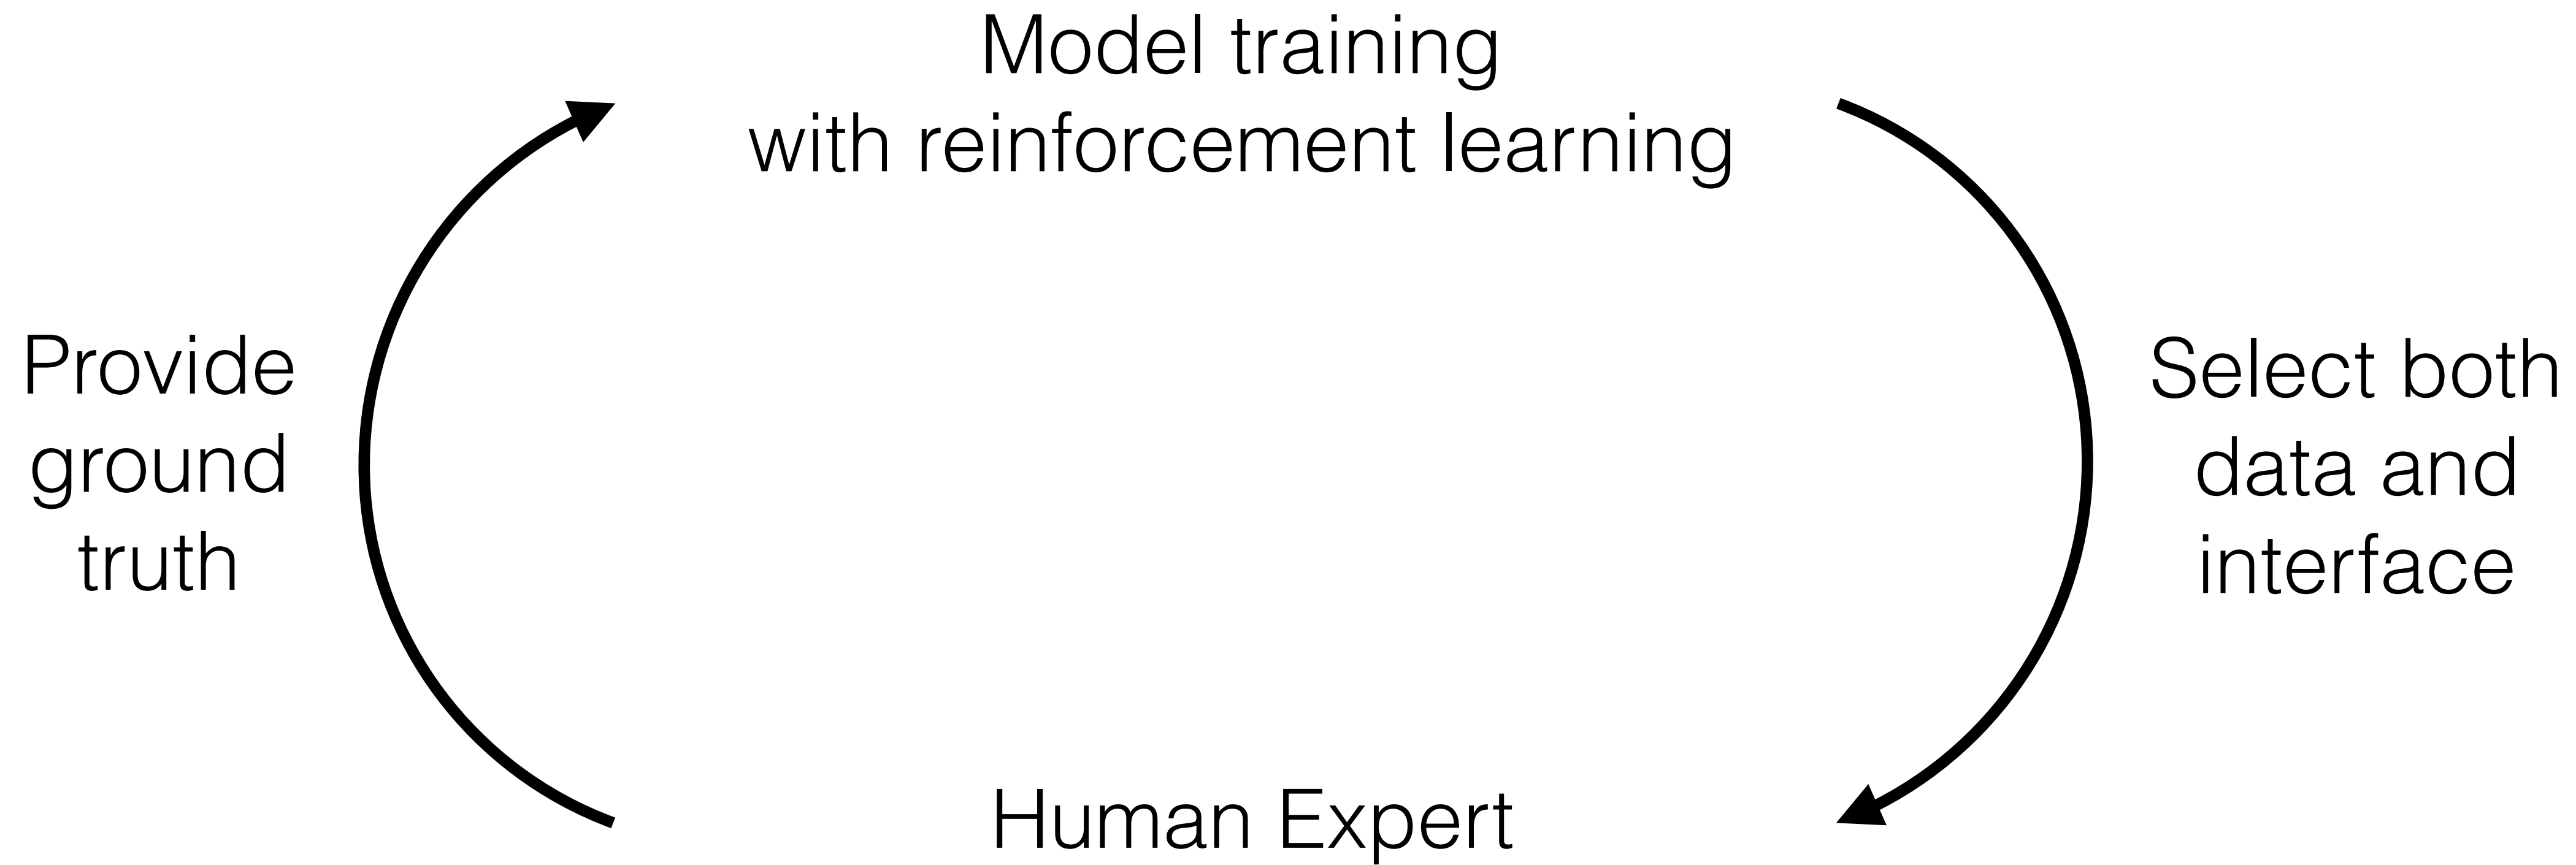 Model training
with reinforcement learning
Provide
ground
truth
Select both
data and
interface
Human Expert